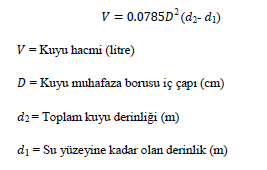 V = 0.0785D²(d₂- d₁)
V = Kuyu hacmi (litre)
D = Kuyu muhafaza borusu iç çapı (cm)
d₂ = Toplam kuyu derinliği (m)
d₁ = Su yüzeyine kadar olan derinlik (m)